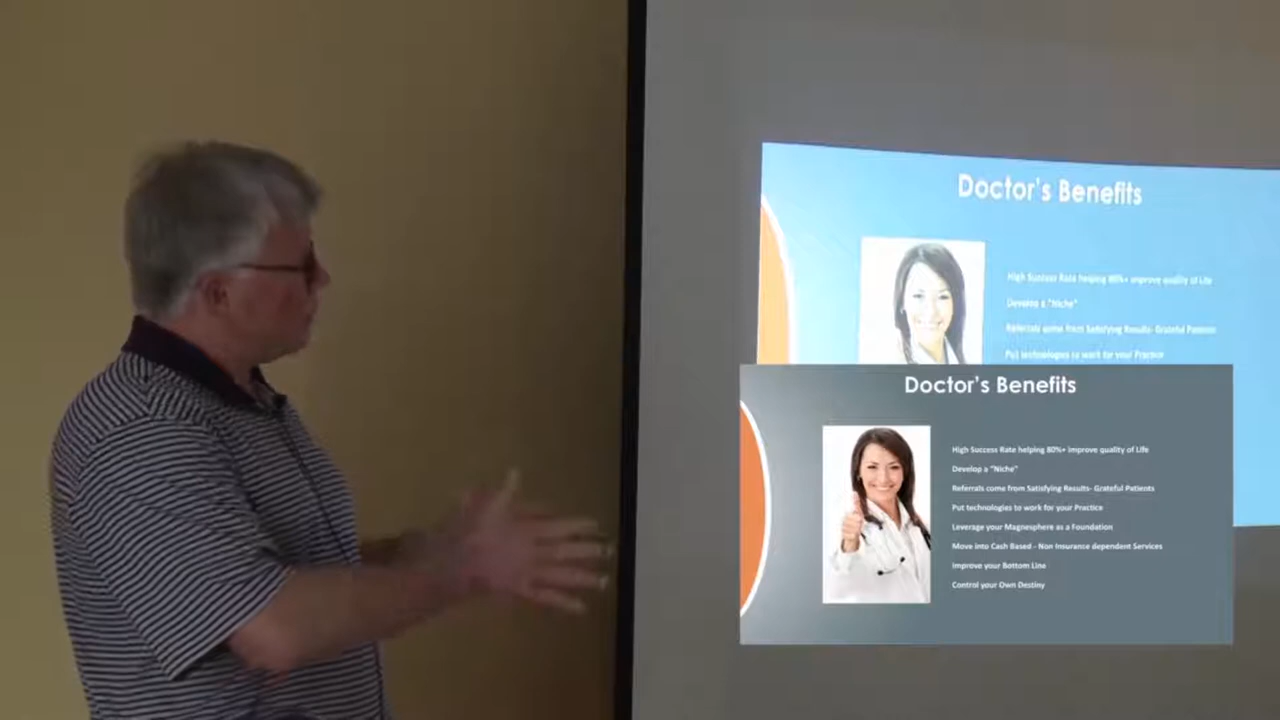 Doctor's Benefits
High Success Rate helping 80%+ improve quality of Life
Develop a "Niche"
Referrals come from Satisfying Results- Grateful Patients
Put technologies to work for your Practice
Doctor's Benefits
High Success Rate helping 80%+ improve quality of Life
Develop a "Niche"
Referrals come from Satisfying Results- Grateful Patients
Put technologies to work for your Practice
Leverage your Magnesphere as a Foundation
Move into Cash Based - Non Insurance dependent Services
Improve your Bottom Line
Control your Own Destiny